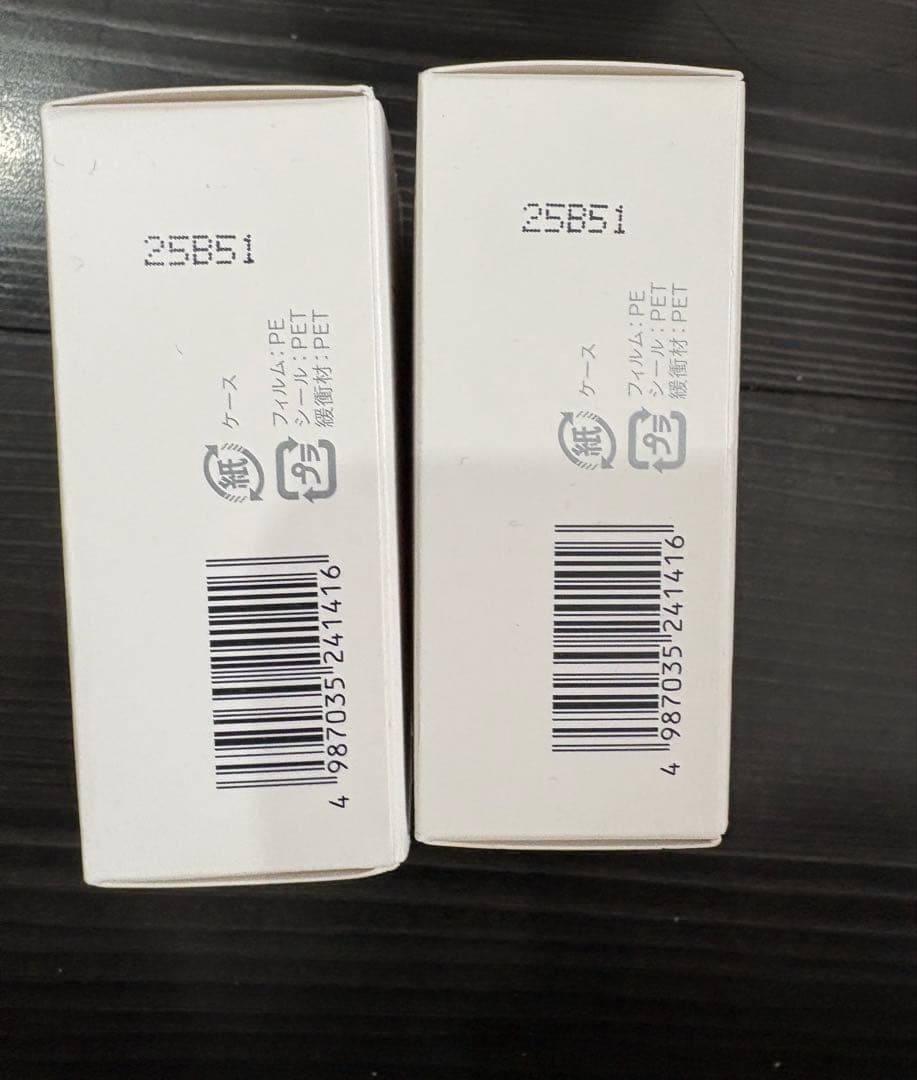 25B51
紙
ケース
プラ
フィルム:PE
シール:PET
緩衝材:PET
4 987035 241416
25B51
紙
ケース
プラ
フィルム:PE
シール:PET
緩衝材:PET
4 987035 241416